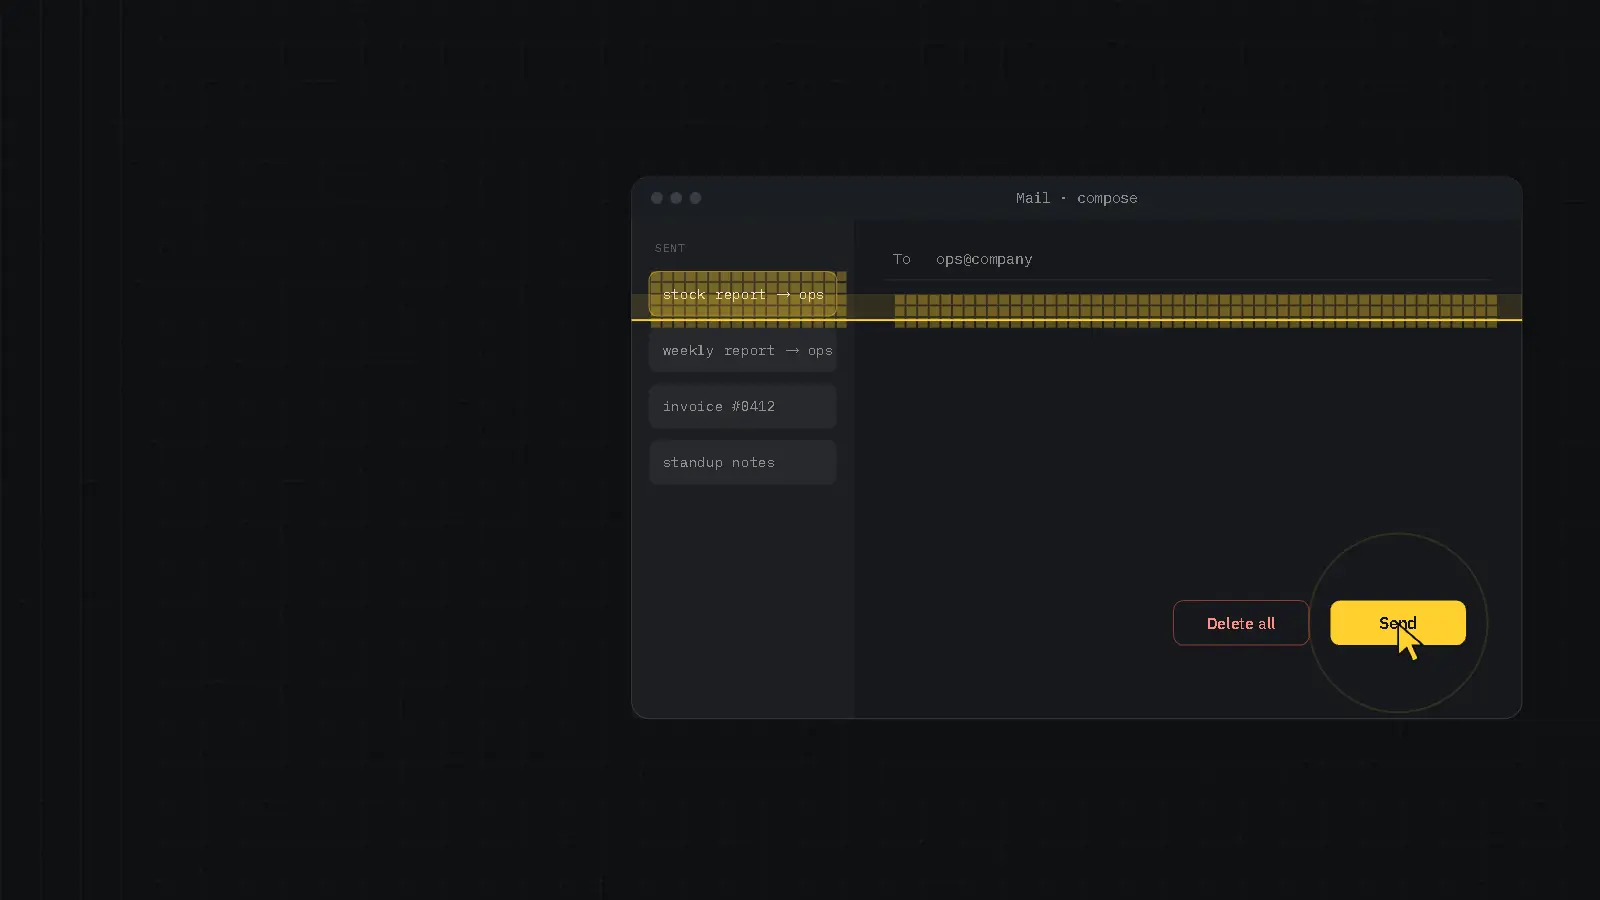 Mail · compose
SENT
stock report → ops
weekly report → ops
invoice #0412
standup notes
To ops@company
Delete all
Send